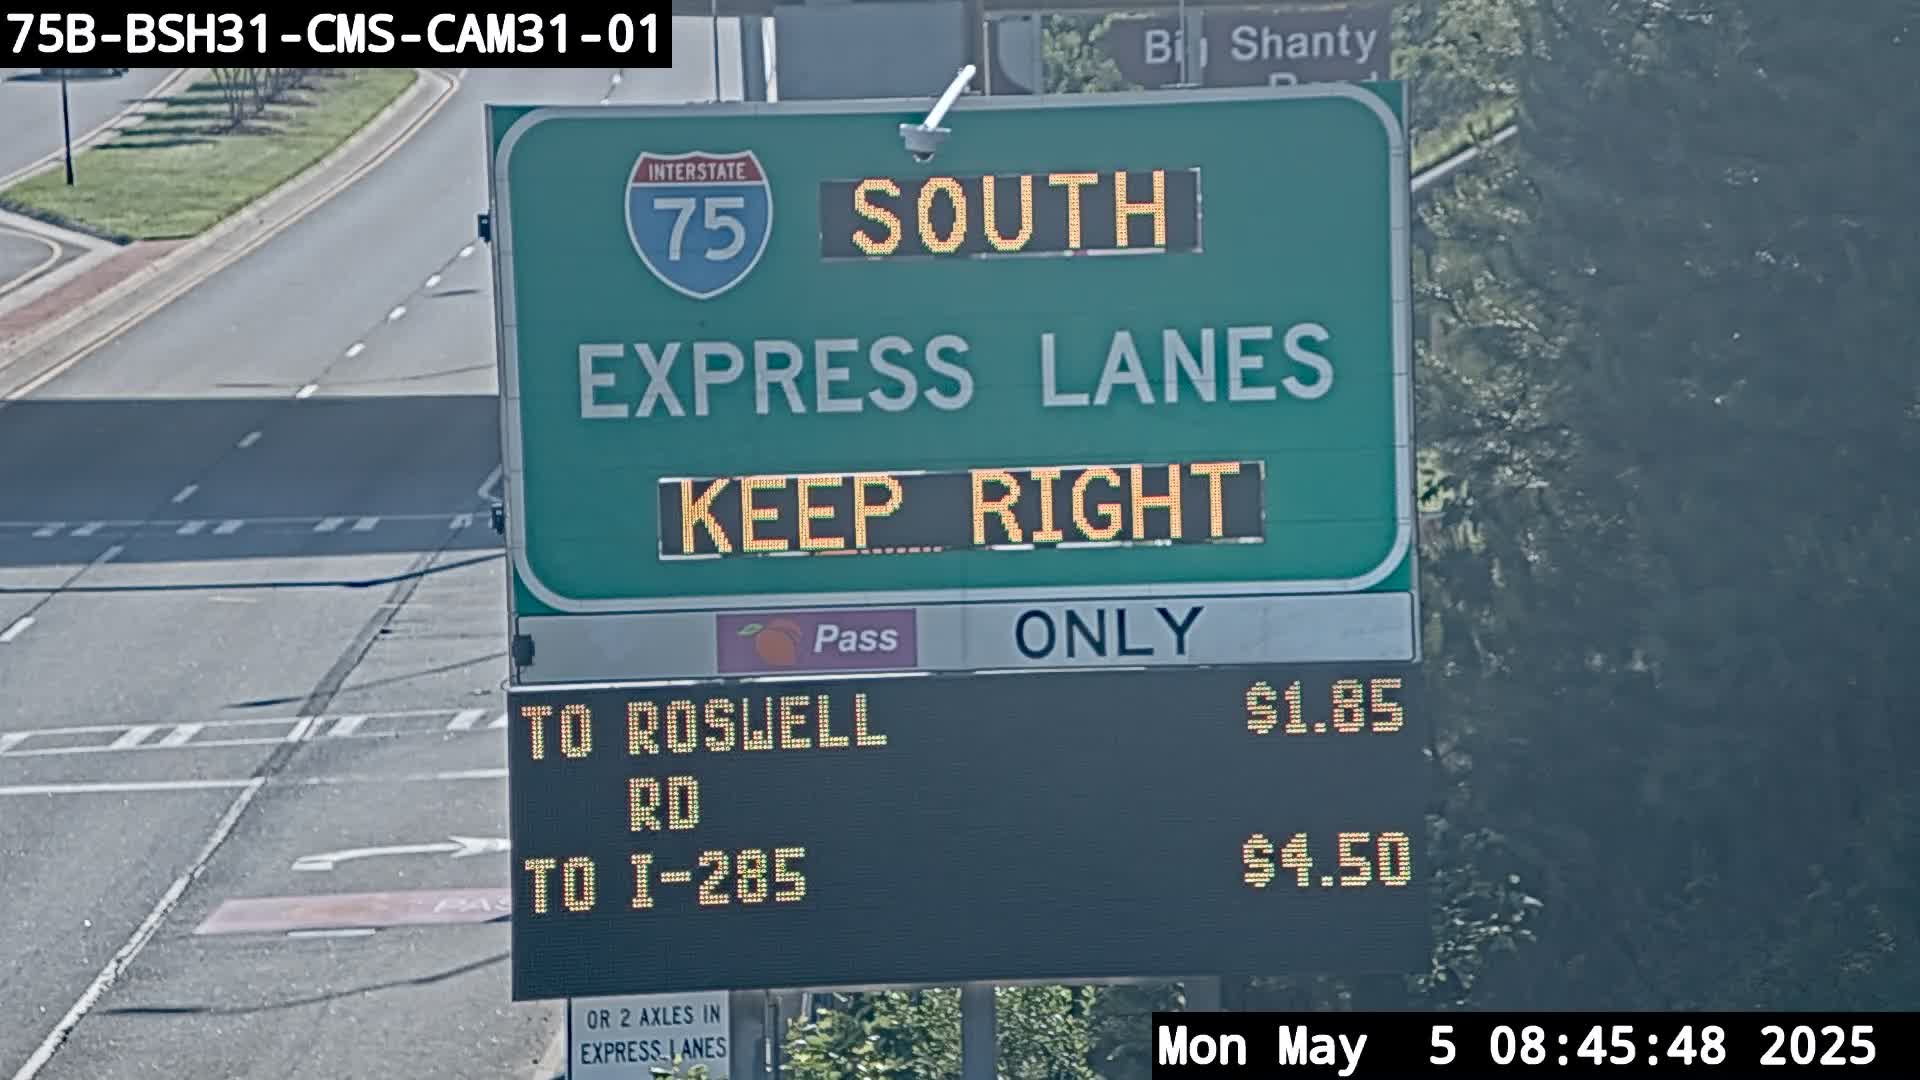 75B-BSH31-CMS-CAM31-01
Big Shanty
Road
INTERSTATE
75
SOUTH
EXPRESS LANES
KEEP RIGHT
Pass ONLY
TO ROSWELL $1.85
RD
TO I-285 $4.50
OR 2 AXLES IN
EXPRESS LANES
Mon May 5 08:45:48 2025